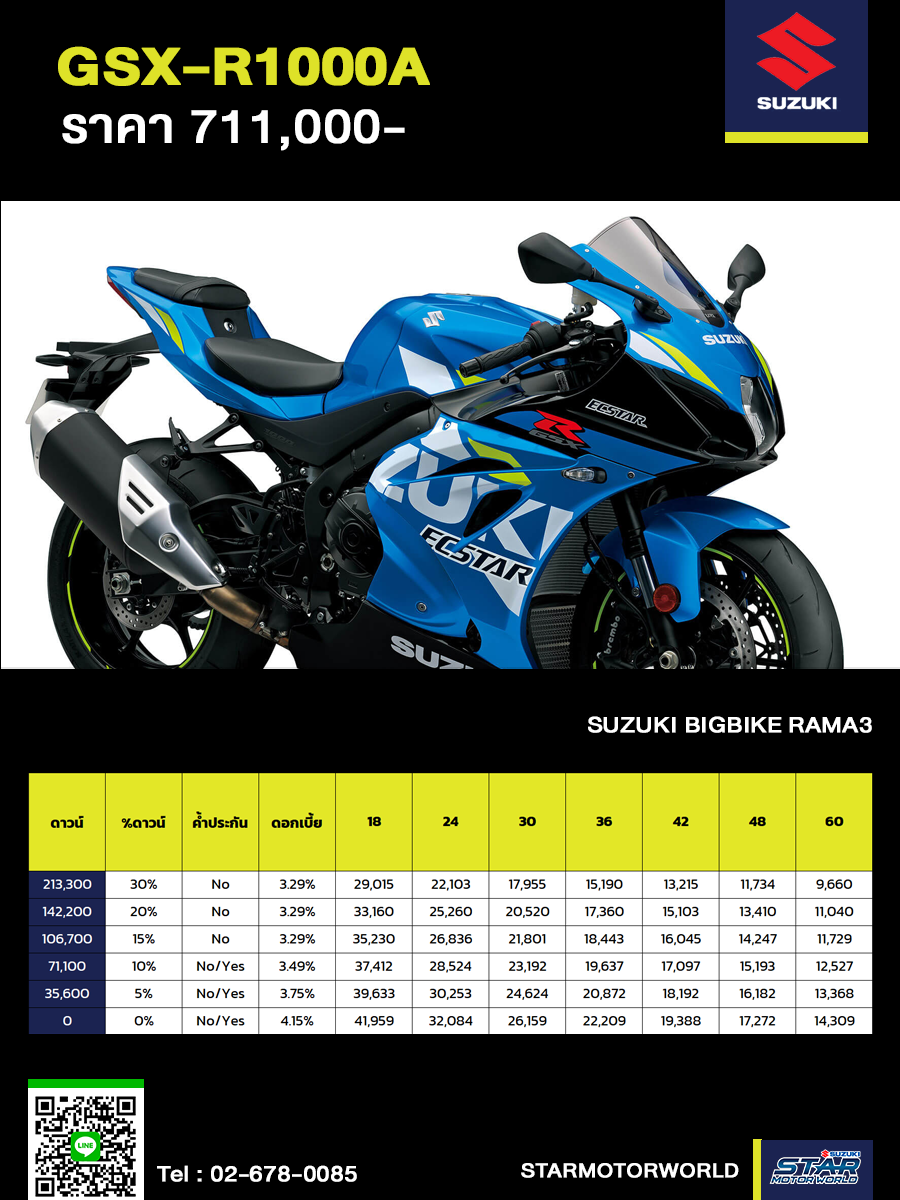 GSX-R1000A
ราคา 711,000-
SUZUKI
SUZUKI
ECSTAR
R
GSX
SUZUKI
ECSTAR
brembo
SUZU
SUZUKI BIGBIKE RAMA3
ดาวน์ %ดาวน์ ค้ำประกัน ดอกเบี้ย 18 24 30 36 42 48 60
213,300 30% No 3.29% 29,015 22,103 17,955 15,190 13,215 11,734 9,660
142,200 20% No 3.29% 33,160 25,260 20,520 17,360 15,103 13,410 11,040
106,700 15% No 3.29% 35,230 26,836 21,801 18,443 16,045 14,247 11,729
71,100 10% No/Yes 3.49% 37,412 28,524 23,192 19,637 17,097 15,193 12,527
35,600 5% No/Yes 3.75% 39,633 30,253 24,624 20,872 18,192 16,182 13,368
0 0% No/Yes 4.15% 41,959 32,084 26,159 22,209 19,388 17,272 14,309
LINE
Tel : 02-678-0085
STARMOTORWORLD
SUZUKI
STAR
MOTOR WORLD